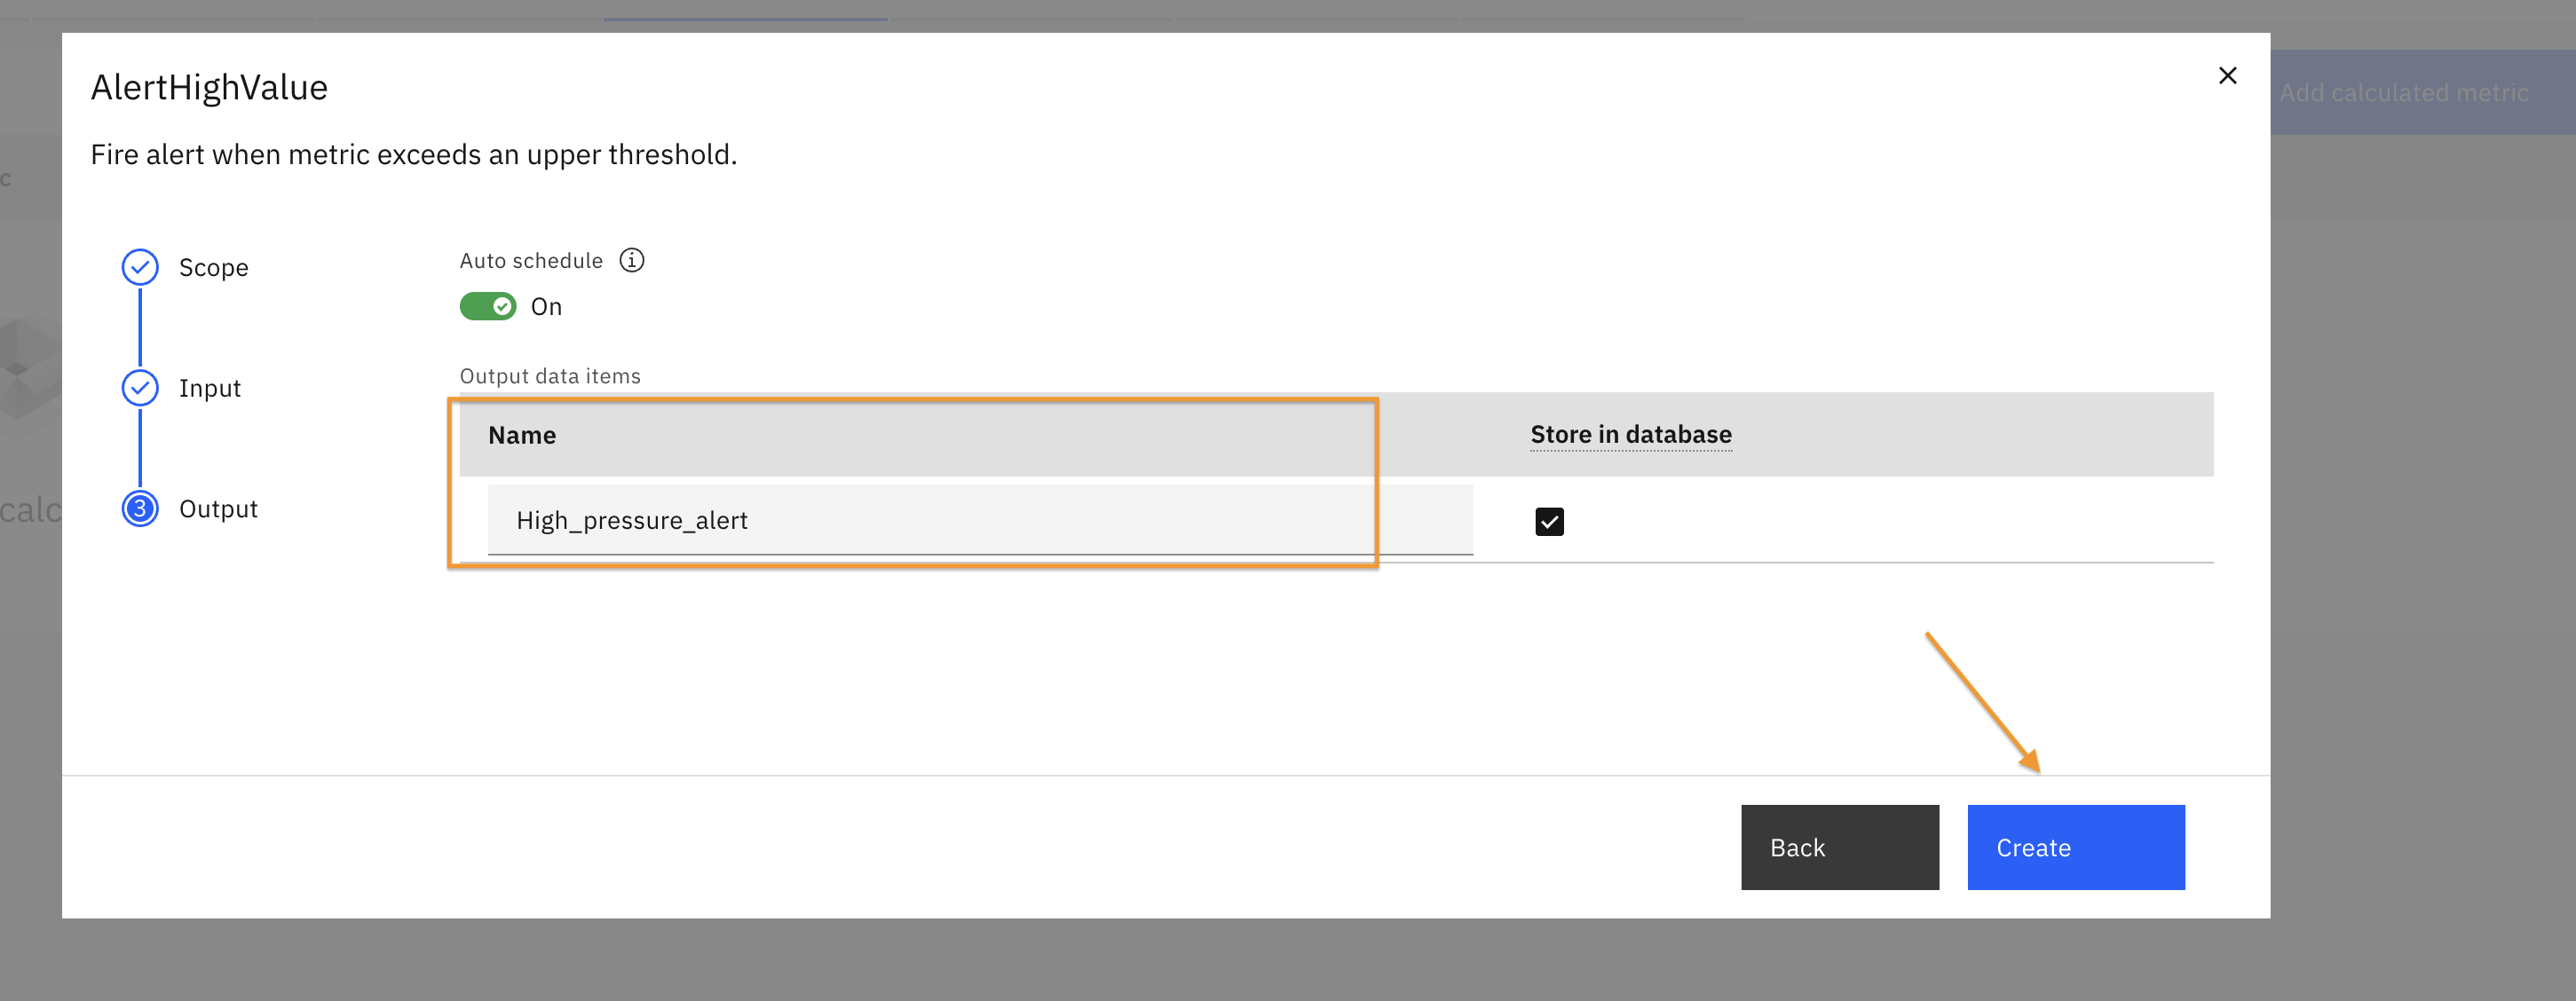 AlertHighValue
Add calculated metric
Fire alert when metric exceeds an upper threshold.
c
Scope
Auto schedule
On
Output data items
Input
Name
Store in database
calc
3
Output
High_pressure_alert
Back
Create